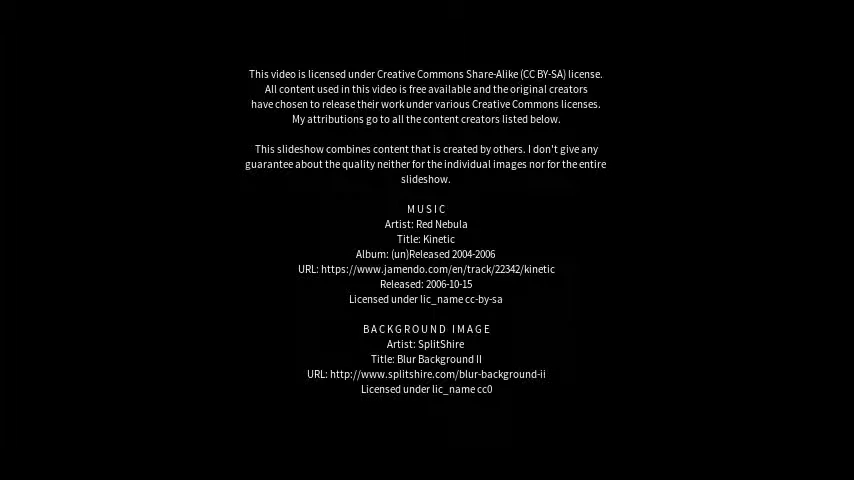 This video is licensed under Creative Commons Share-Alike (CC BY-SA) license.
All content used in this video is free available and the original creators
have chosen to release their work under various Creative Commons licenses.
My attributions go to all the content creators listed below.
This slideshow combines content that is created by others. I don't give any
guarantee about the quality neither for the individual images nor for the entire
slideshow.
MUSIC
Artist: Red Nebula
Title: Kinetic
Album: (un)Released 2004-2006
URL: https://www.jamendo.com/en/track/22342/kinetic
Released: 2006-10-15
Licensed under lic_name cc-by-sa
BACKGROUND IMAGE
Artist: SplitShire
Title: Blur Background II
URL: http://www.splitshire.com/blur-background-ii
Licensed under lic_name cc0